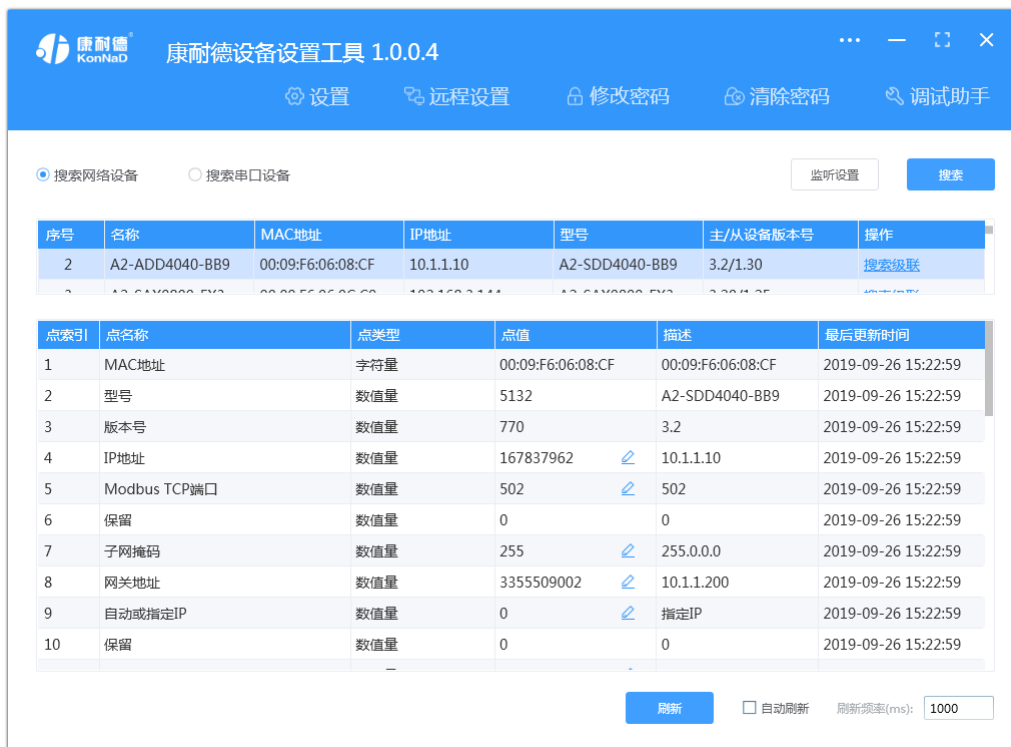 康耐德®
KonNaD
康耐德设备设置工具 1.0.0.4
设置 远程设置 修改密码 清除密码 调试助手
搜索网络设备 搜索串口设备 监听设置 搜索
序号 名称 MAC地址 IP地址 型号 主/从设备版本号 操作
2 A2-ADD4040-BB9 00:09:F6:06:08:CF 10.1.1.10 A2-SDD4040-BB9 3.2/1.30 搜索级联
点索引 点名称 点类型 点值 描述 最后更新时间
1 MAC地址 字符量 00:09:F6:06:08:CF 00:09:F6:06:08:CF 2019-09-26 15:22:59
2 型号 数值量 5132 A2-SDD4040-BB9 2019-09-26 15:22:59
3 版本号 数值量 770 3.2 2019-09-26 15:22:59
4 IP地址 数值量 167837962 10.1.1.10 2019-09-26 15:22:59
5 Modbus TCP端口 数值量 502 502 2019-09-26 15:22:59
6 保留 数值量 0 0 2019-09-26 15:22:59
7 子网掩码 数值量 255 255.0.0.0 2019-09-26 15:22:59
8 网关地址 数值量 3355509002 10.1.1.200 2019-09-26 15:22:59
9 自动或指定IP 数值量 0 指定IP 2019-09-26 15:22:59
10 保留 数值量 0 0 2019-09-26 15:22:59
刷新 自动刷新 刷新频率(ms): 1000